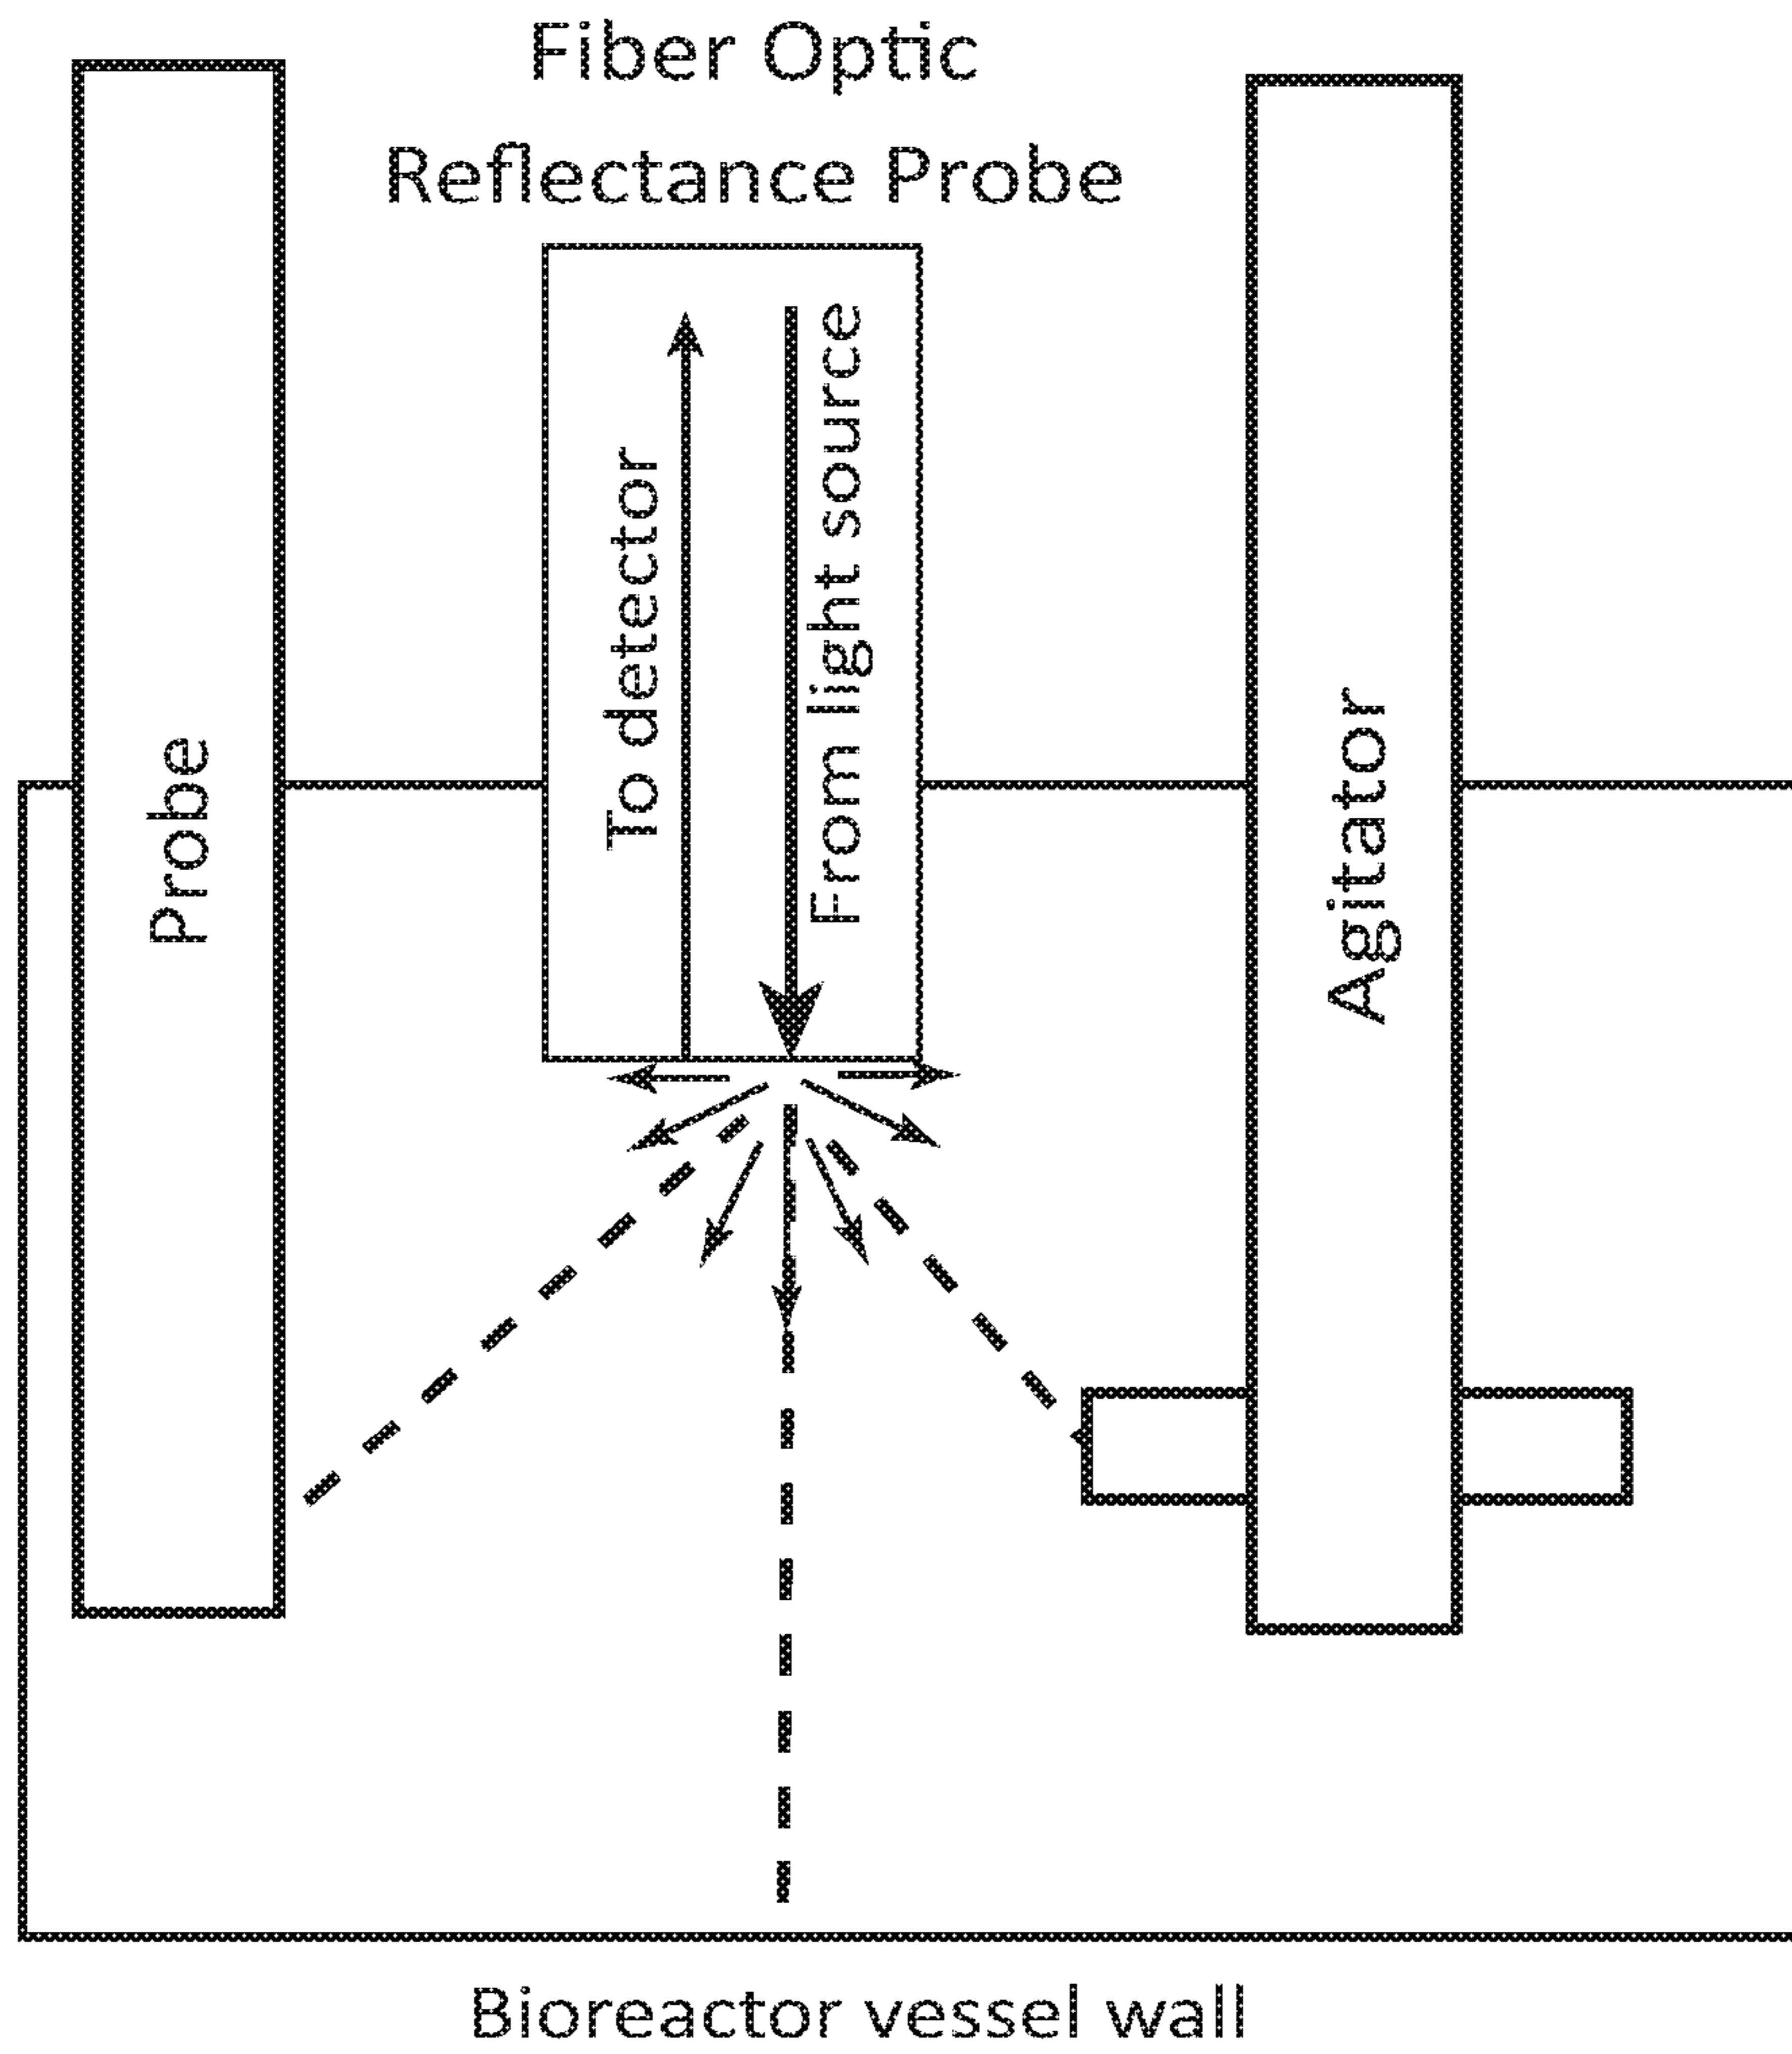 Fiber Optic
Reflectance Probe
Probe
To detector
From light source
Agitator
Bioreactor vessel wall